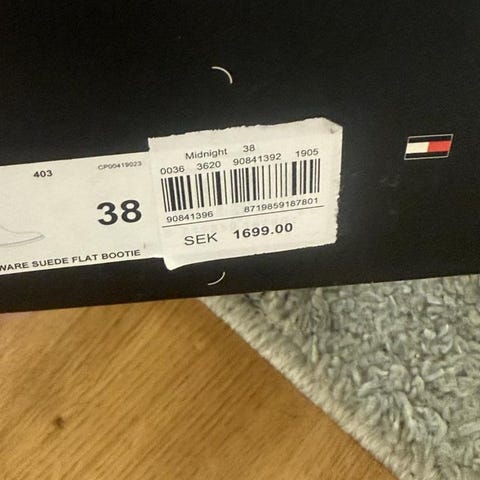 403 CP00419023
38
WARE SUEDE FLAT BOOTIE
Midnight 38
0036 3620 90841392 1905
90841396 8719859187801
SEK 1699.00